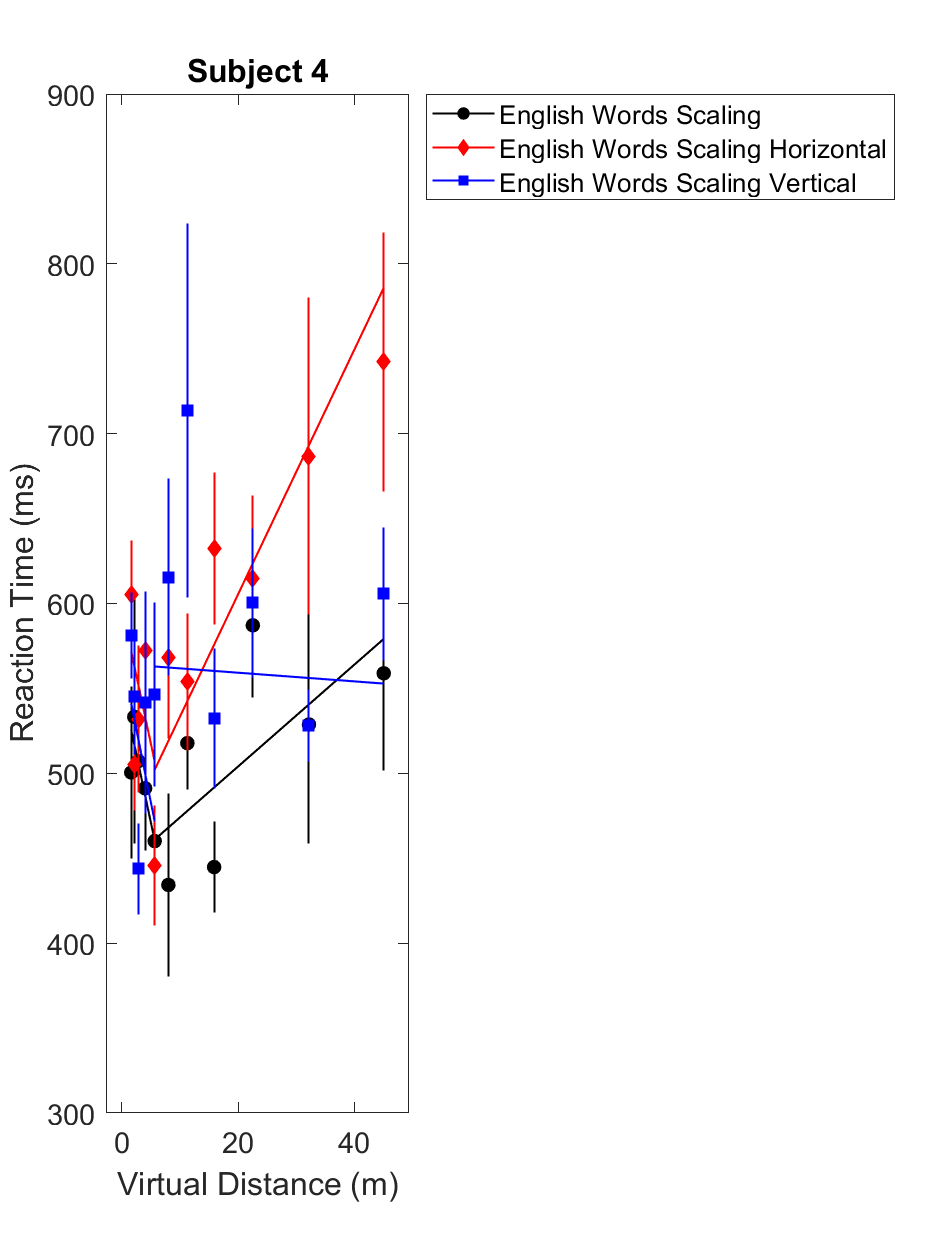 Subject 4
900
800
700
600
500
400
300
Reaction Time (ms)
0 20 40
Virtual Distance (m)
English Words Scaling
English Words Scaling Horizontal
English Words Scaling Vertical